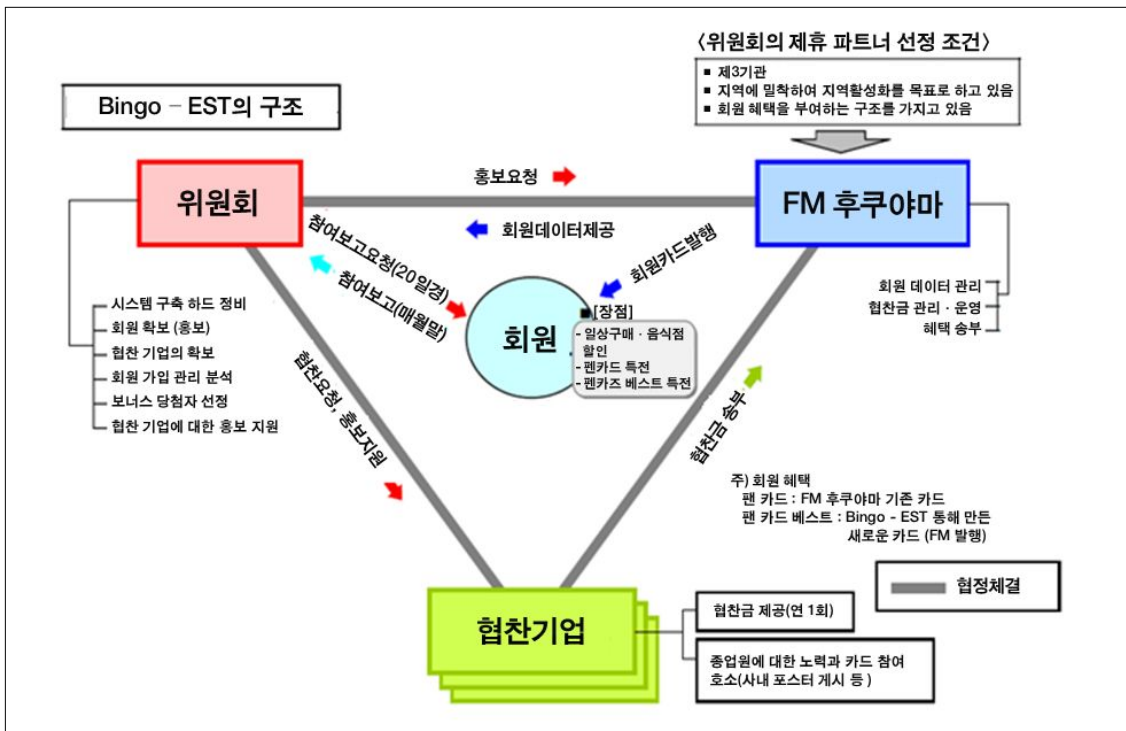 〈위원회의 제휴 파트너 선정 조건〉
■ 제3기관
■ 지역에 밀착하여 지역활성화를 목표로 하고 있음
■ 회원 혜택을 부여하는 구조를 가지고 있음
Bingo – EST의 구조
위원회
홍보요청
FM 후쿠야마
회원데이터제공
참여보고요청(20일경)
참여보고(매월말)
회원카드발행
회원
■ [장점]
- 일상구매 · 음식점
할인
- 펜카드 특전
- 펜카즈 베스트 특전
회원 데이터 관리
협찬금 관리 · 운영
혜택 송부
시스템 구축 하드 정비
회원 확보 (홍보)
협찬 기업의 확보
회원 가입 관리 분석
보너스 당첨자 선정
협찬 기업에 대한 홍보 지원
협찬요청, 홍보지원
협찬금 송부
주) 회원 혜택
팬 카드 : FM 후쿠야마 기존 카드
팬 카드 베스트 : Bingo - EST 통해 만든
새로운 카드 (FM 발행)
협정체결
협찬기업
협찬금 제공(연 1회)
종업원에 대한 노력과 카드 참여
호소(사내 포스터 게시 등 )